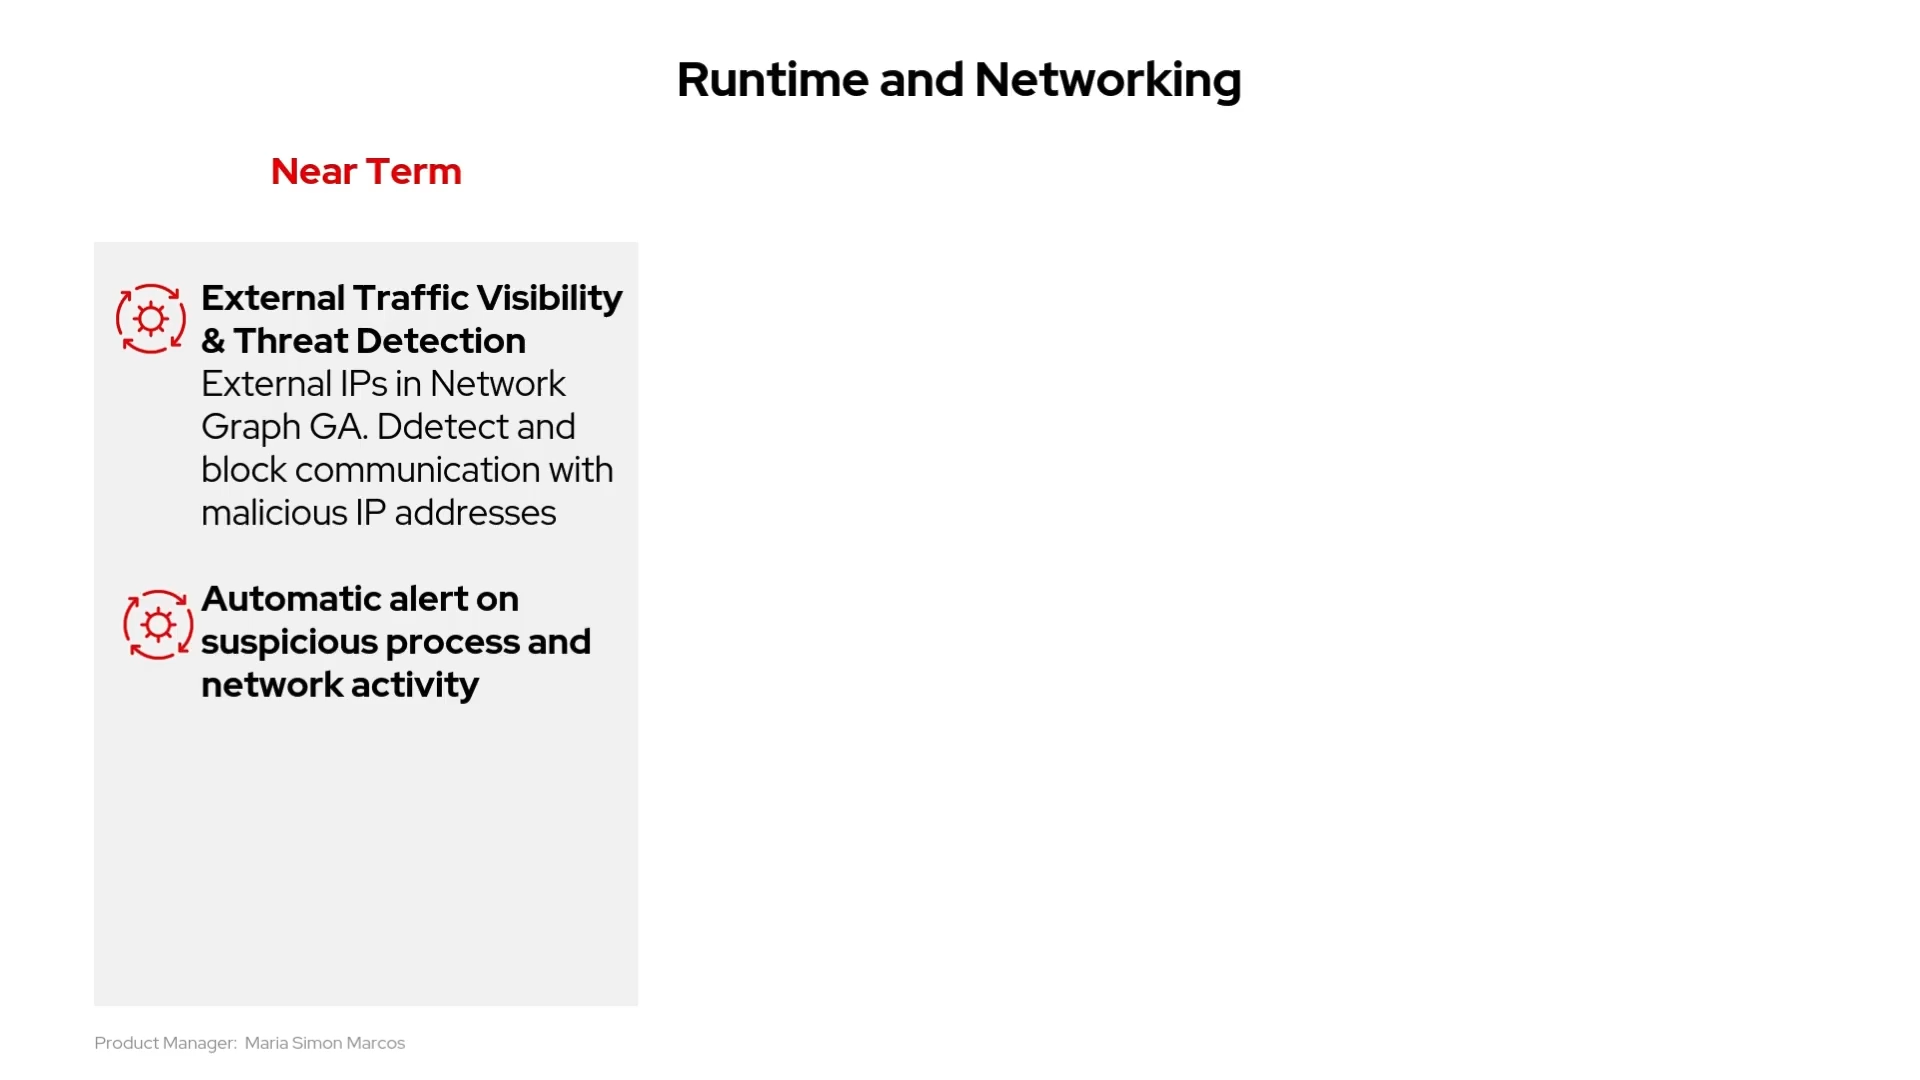 Runtime and Networking
Near Term
External Traffic Visibility
& Threat Detection
External IPs in Network
Graph GA. Ddetect and
block communication with
malicious IP addresses
Automatic alert on
suspicious process and
network activity
Product Manager: Maria Simon Marcos